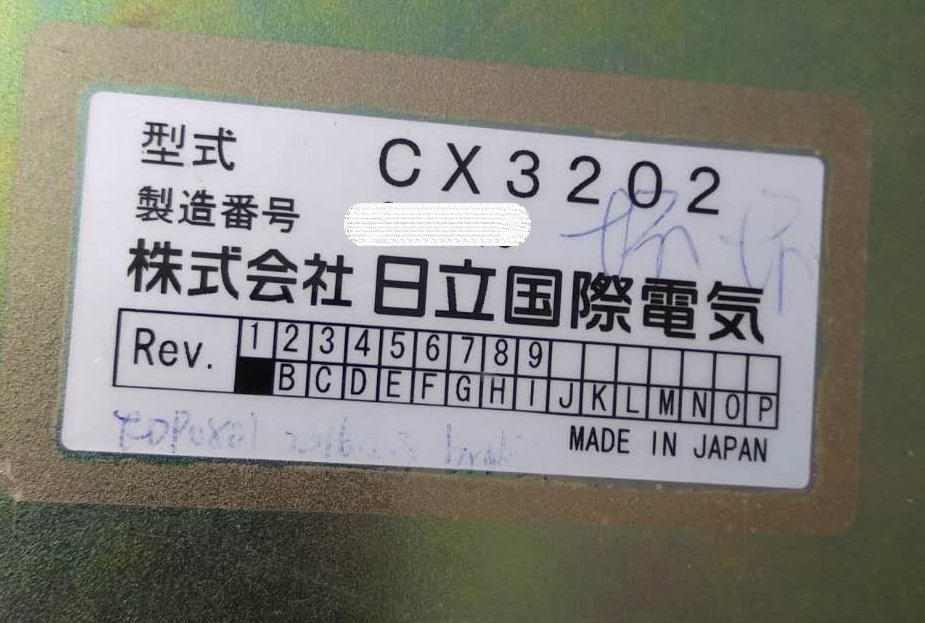 型式 CX3202
製造番号
株式会社 日立国際電気
Rev. 1 2 3 4 5 6 7 8 9
B C D E F G H I J K L M N O P
MADE IN JAPAN